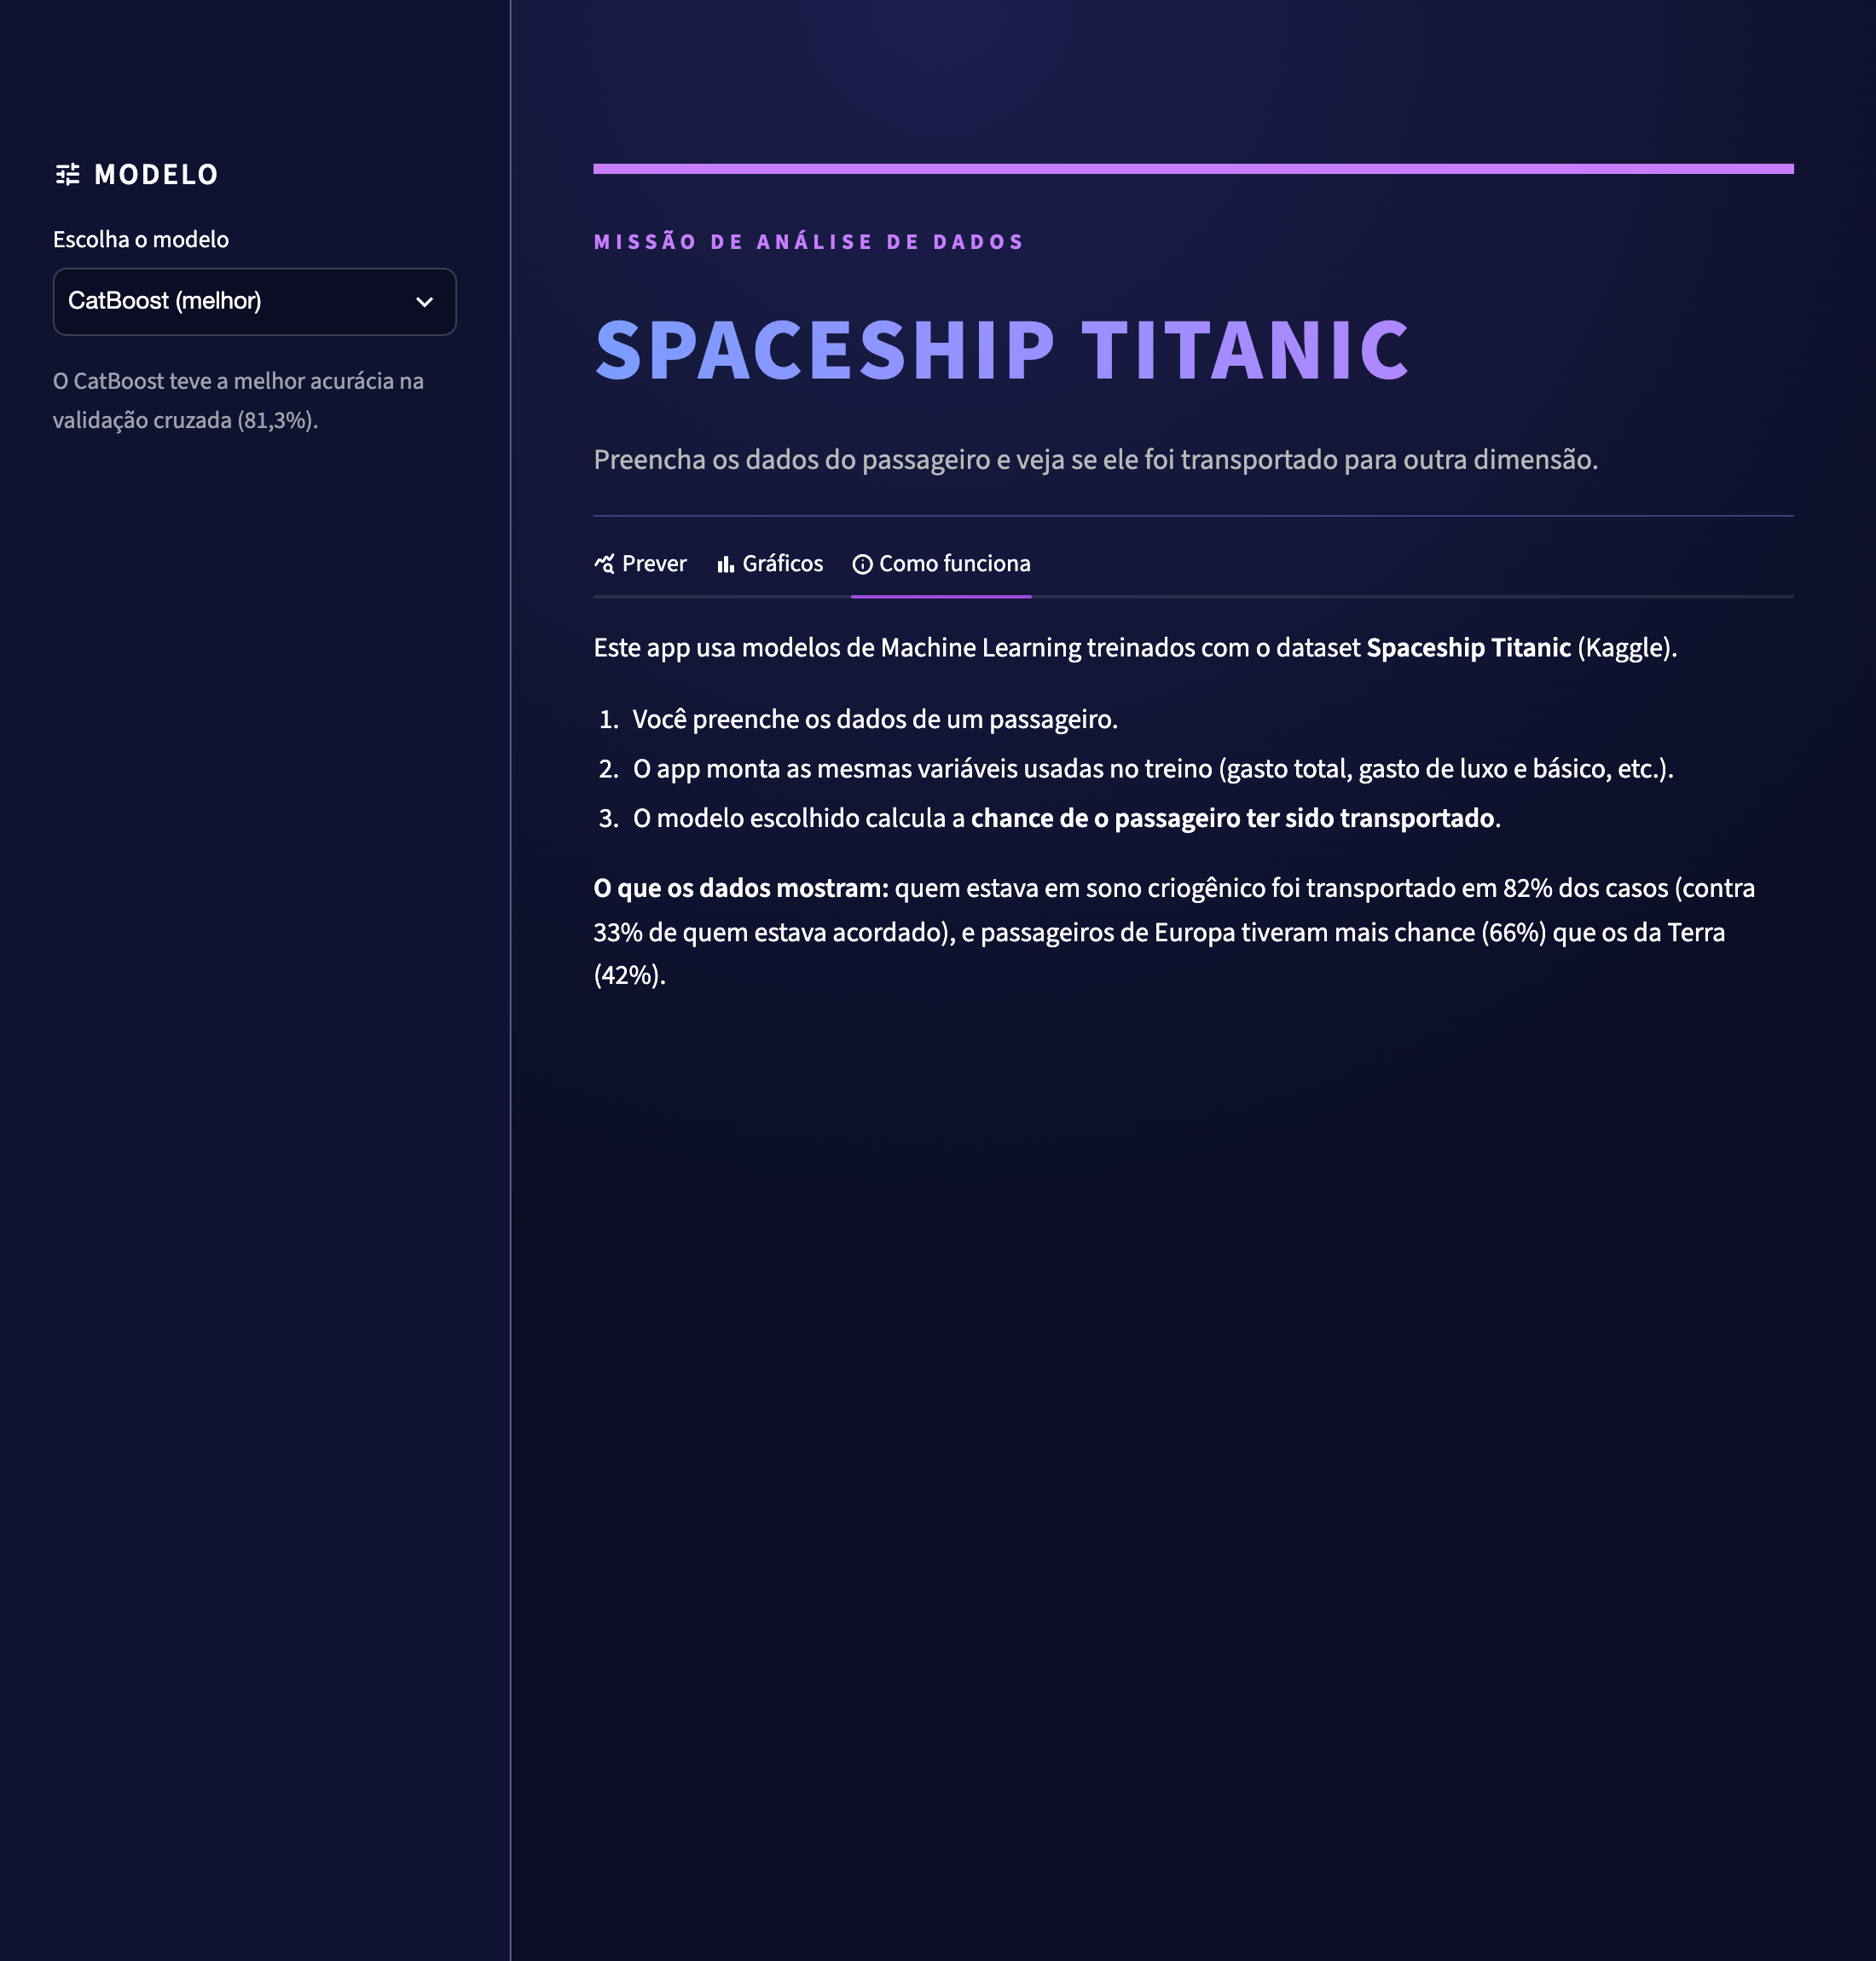 MODELO
Escolha o modelo
CatBoost (melhor)
O CatBoost teve a melhor acurácia na
validação cruzada (81,3%).
MISSÃO DE ANÁLISE DE DADOS
SPACESHIP TITANIC
Preencha os dados do passageiro e veja se ele foi transportado para outra dimensão.
Prever Gráficos Como funciona
Este app usa modelos de Machine Learning treinados com o dataset Spaceship Titanic (Kaggle).
1. Você preenche os dados de um passageiro.
2. O app monta as mesmas variáveis usadas no treino (gasto total, gasto de luxo e básico, etc.).
3. O modelo escolhido calcula a chance de o passageiro ter sido transportado.
O que os dados mostram: quem estava em sono criogênico foi transportado em 82% dos casos (contra
33% de quem estava acordado), e passageiros de Europa tiveram mais chance (66%) que os da Terra
(42%).